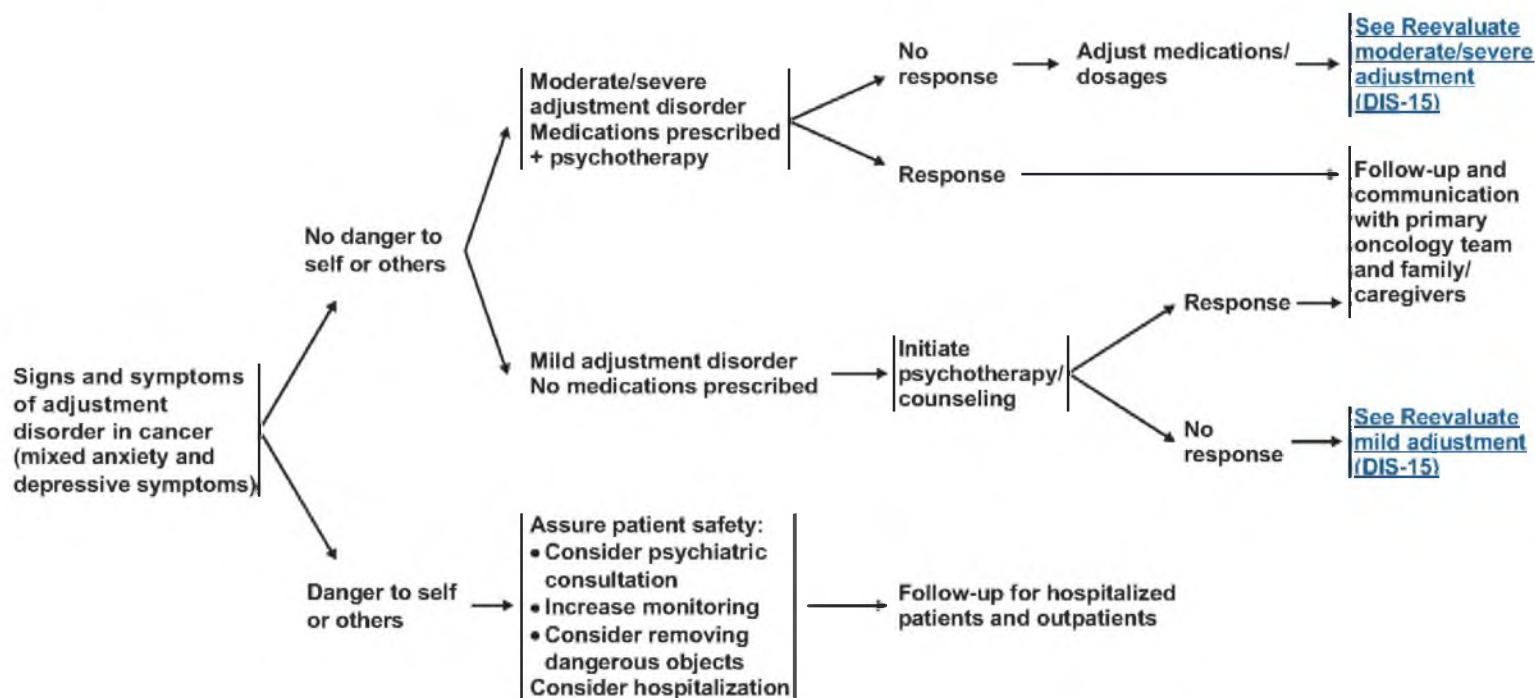 Signs and symptoms
of adjustment
disorder in cancer
(mixed anxiety and
depressive symptoms)
No danger to
self or others
Moderate/severe
adjustment disorder
Medications prescribed
+ psychotherapy
No
response
Adjust medications/
dosages
See Reevaluate
moderate/severe
adjustment
(DIS-15)
Response
Follow-up and
communication
with primary
oncology team
and family/
caregivers
Mild adjustment disorder
No medications prescribed
Initiate
psychotherapy/
counseling
Response
No
response
See Reevaluate
mild adjustment
(DIS-15)
Danger to self
or others
Assure patient safety:
• Consider psychiatric
consultation
• Increase monitoring
• Consider removing
dangerous objects
Consider hospitalization
Follow-up for hospitalized
patients and outpatients